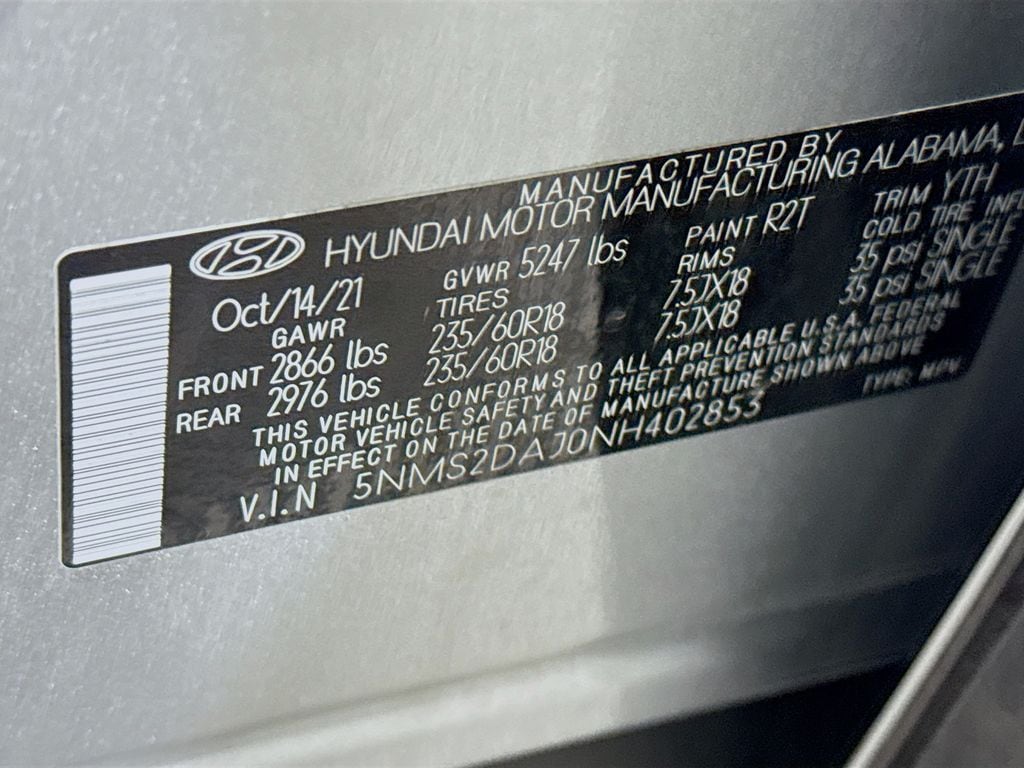 MANUFACTURED BY
HYUNDAI MOTOR MANUFACTURING ALABAMA,
Oct/14/21 GVWR 5247 lbs PAINT R2T TRIM YTH
GAWR TIRES RIMS COLD TIRE INF
FRONT 2866 lbs 235/60R18 7.5JX18 35 psi SINGLE
REAR 2976 lbs 235/60R18 7.5JX18 35 psi SINGLE
THIS VEHICLE CONFORMS TO ALL APPLICABLE U.S.A. FEDERAL
MOTOR VEHICLE SAFETY AND THEFT PREVENTION STANDARDS
IN EFFECT ON THE DATE OF MANUFACTURE SHOWN ABOVE
V.I.N 5NMS2DAJ0NH402853 TYPE: MPV